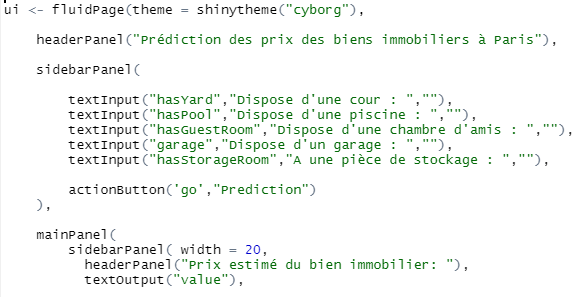 ui <- fluidPage(theme = shinytheme("cyborg"),
headerPanel("Prédiction des prix des biens immobiliers à Paris"),
sidebarPanel(
textInput("hasYard","Dispose d'une cour : ",""),
textInput("hasPool","Dispose d'une piscine : ",""),
textInput("hasGuestRoom","Dispose d'une chambre d'amis : ",""),
textInput("garage","Dispose d'un garage : ",""),
textInput("hasStorageRoom","A une pièce de stockage : ",""),
actionButton('go',"Prediction")
),
mainPanel(
sidebarPanel( width = 20,
headerPanel("Prix estimé du bien immobilier: "),
textOutput("value"),